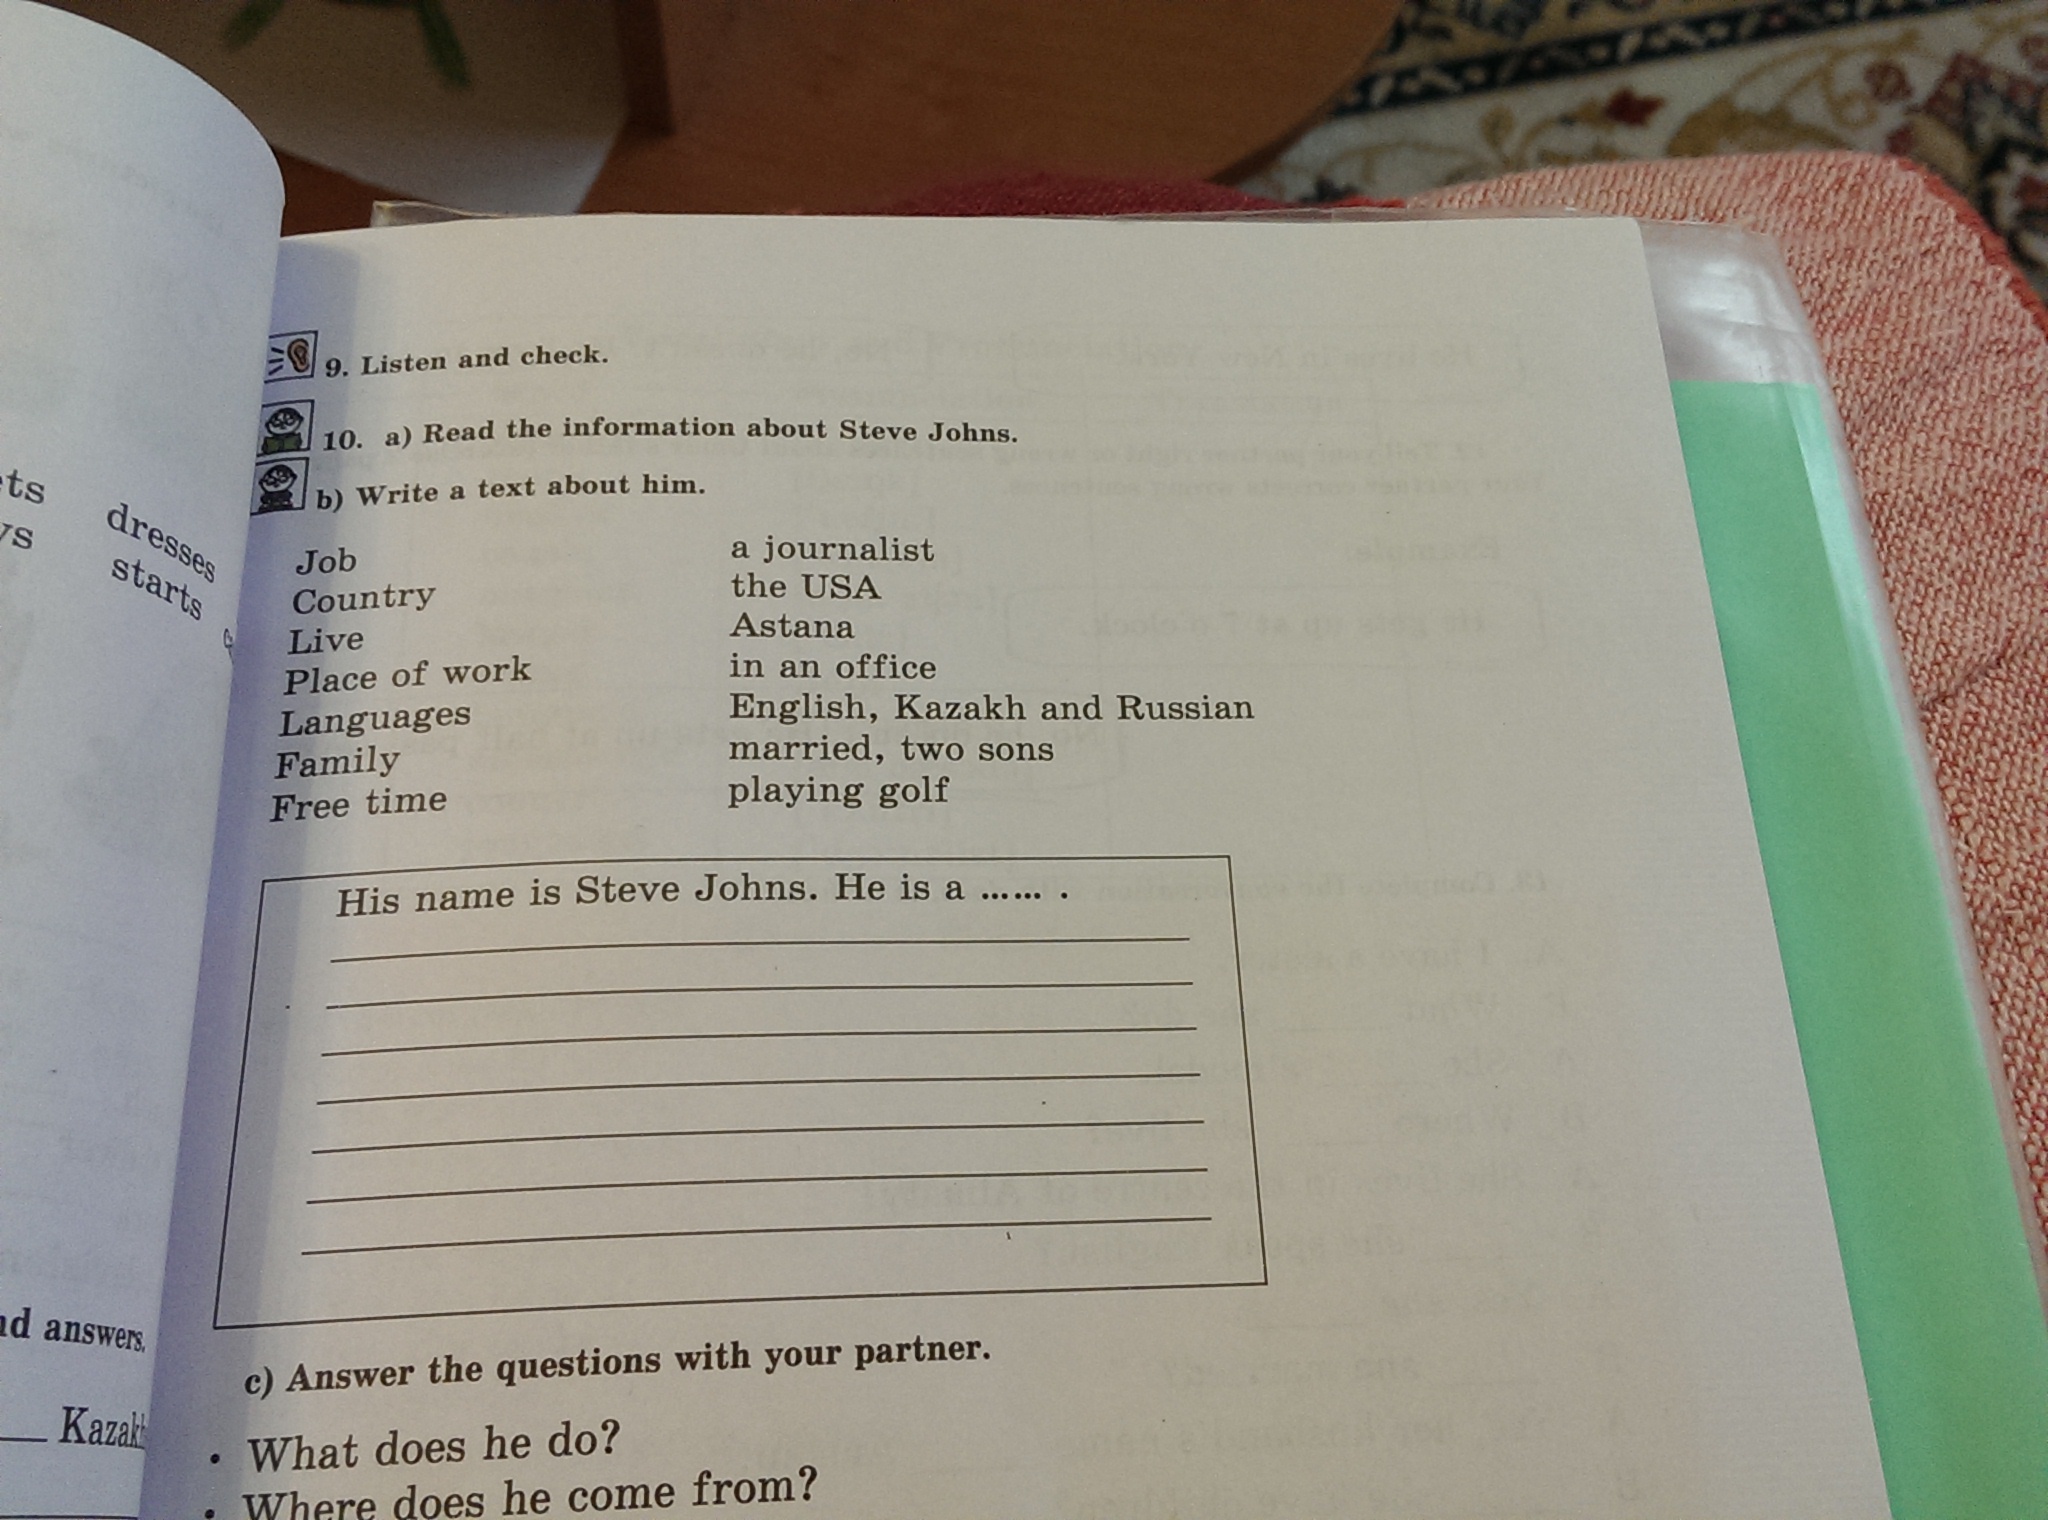 dresses
starts
nd answers.
Kazakh
9. Listen and check.
10. a) Read the information about Steve Johns.
b) Write a text about him.
Job a journalist
Country the USA
Live Astana
Place of work in an office
Languages English, Kazakh and Russian
Family married, two sons
Free time playing golf
His name is Steve Johns. He is a ...... .
c) Answer the questions with your partner.
• What does he do?
• Where does he come from?